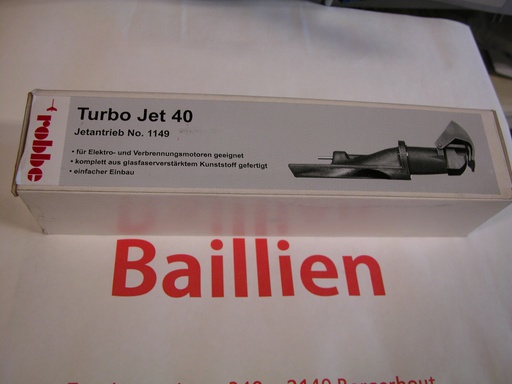 robbe
Turbo Jet 40
Jetantrieb No. 1149
• für Elektro- und Verbrennungsmotoren geeignet
• komplett aus glasfaserverstärktem Kunststoff gefertigt
• einfacher Einbau
Baillien